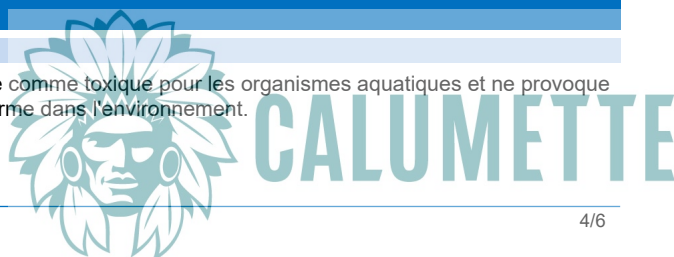 comme toxique pour les organismes aquatiques et ne provoque
dans l'environnement.
CALUMETTE
4/6